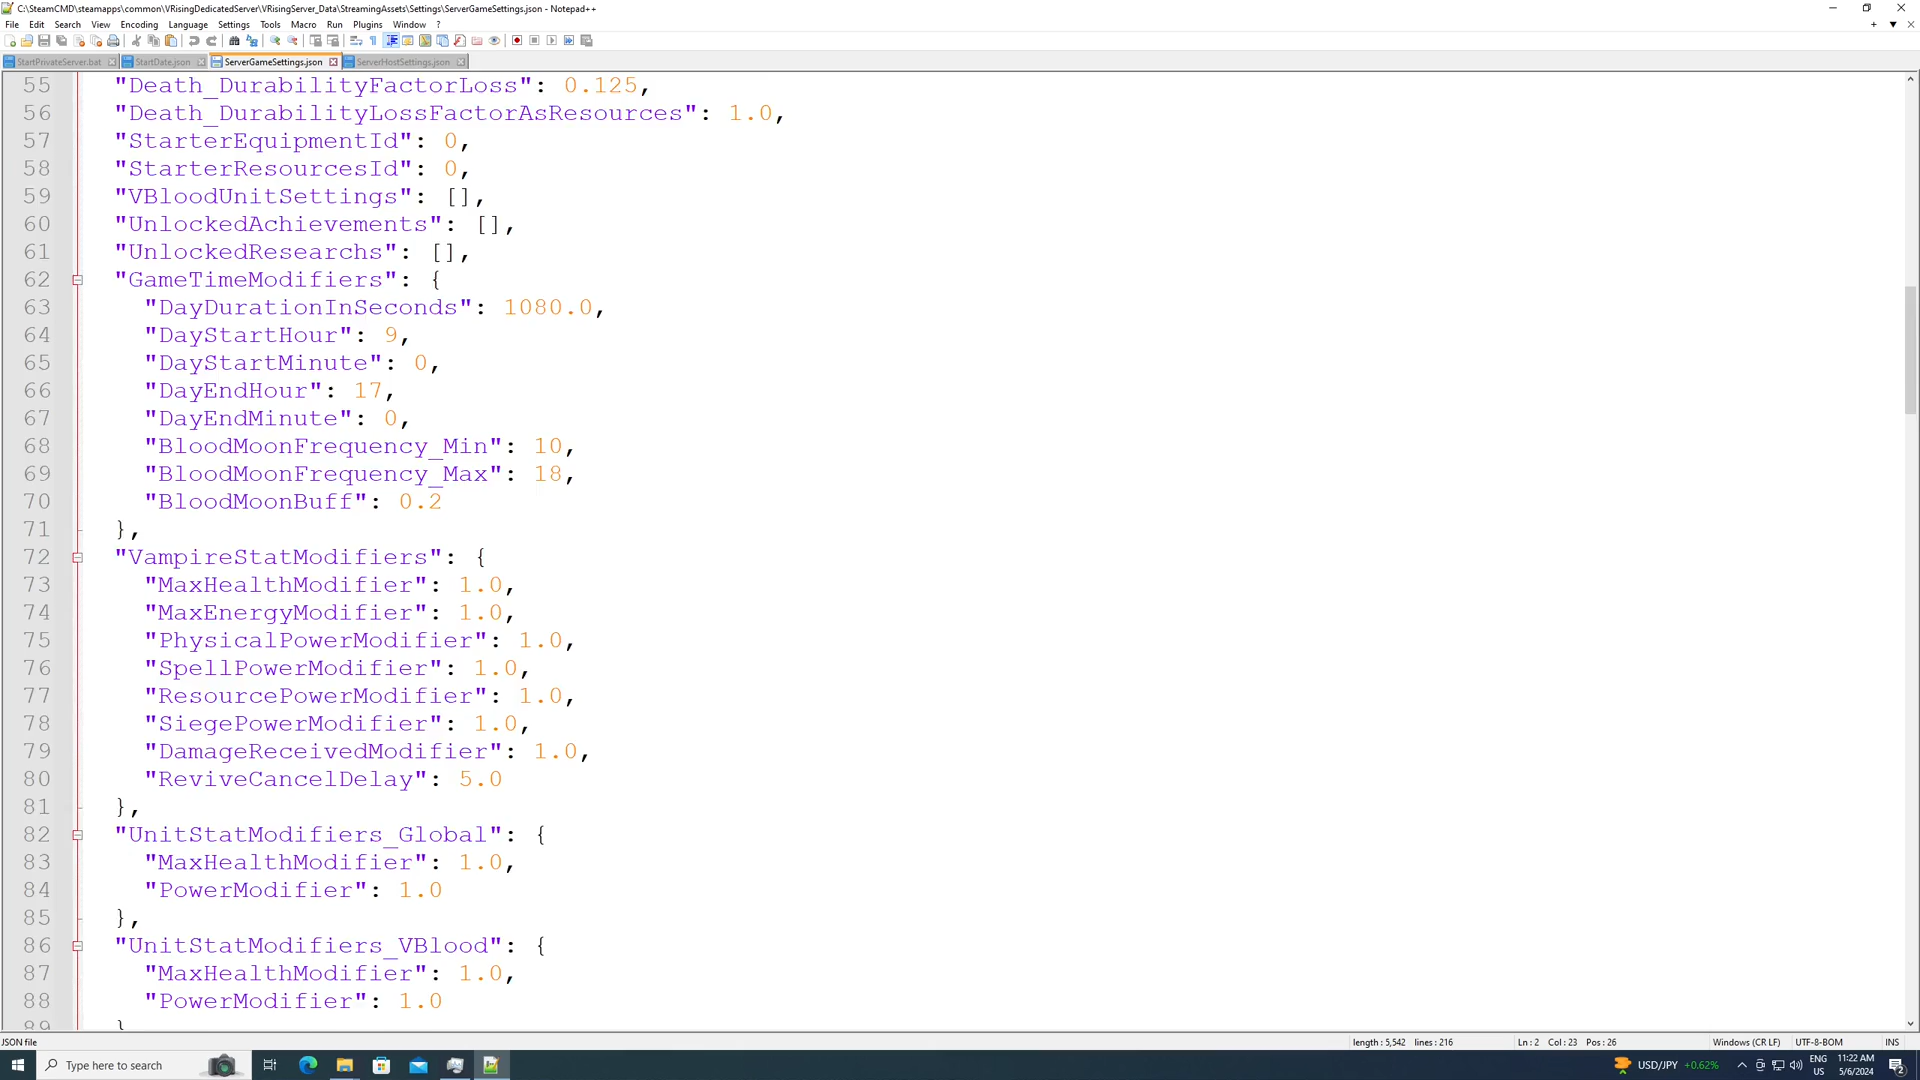 C:\SteamCMD\steamapps\common\VRisingDedicatedServer\VRisingServer_Data\StreamingAssets\Settings\ServerGameSettings.json - Notepad++
File Edit Search View Encoding Language Settings Tools Macro Run Plugins Window ?
StartPrivateServer.bat StartDate.json ServerGameSettings.json ServerHostSettings.json
55 "Death_DurabilityFactorLoss": 0.125,
56 "Death_DurabilityLossFactorAsResources": 1.0,
57 "StarterEquipmentId": 0,
58 "StarterResourcesId": 0,
59 "VBloodUnitSettings": [],
60 "UnlockedAchievements": [],
61 "UnlockedResearchs": [],
62 "GameTimeModifiers": {
63 "DayDurationInSeconds": 1080.0,
64 "DayStartHour": 9,
65 "DayStartMinute": 0,
66 "DayEndHour": 17,
67 "DayEndMinute": 0,
68 "BloodMoonFrequency_Min": 10,
69 "BloodMoonFrequency_Max": 18,
70 "BloodMoonBuff": 0.2
71 },
72 "VampireStatModifiers": {
73 "MaxHealthModifier": 1.0,
74 "MaxEnergyModifier": 1.0,
75 "PhysicalPowerModifier": 1.0,
76 "SpellPowerModifier": 1.0,
77 "ResourcePowerModifier": 1.0,
78 "SiegePowerModifier": 1.0,
79 "DamageReceivedModifier": 1.0,
80 "ReviveCancelDelay": 5.0
81 },
82 "UnitStatModifiers_Global": {
83 "MaxHealthModifier": 1.0,
84 "PowerModifier": 1.0
85 },
86 "UnitStatModifiers_VBlood": {
87 "MaxHealthModifier": 1.0,
88 "PowerModifier": 1.0
89 }
JSON file length : 5,542 lines : 216 Ln : 2 Col : 23 Pos : 26 Windows (CR LF) UTF-8-BOM INS
Type here to search USD/JPY +0.62% ENG US 11:22 AM 5/6/2024 2